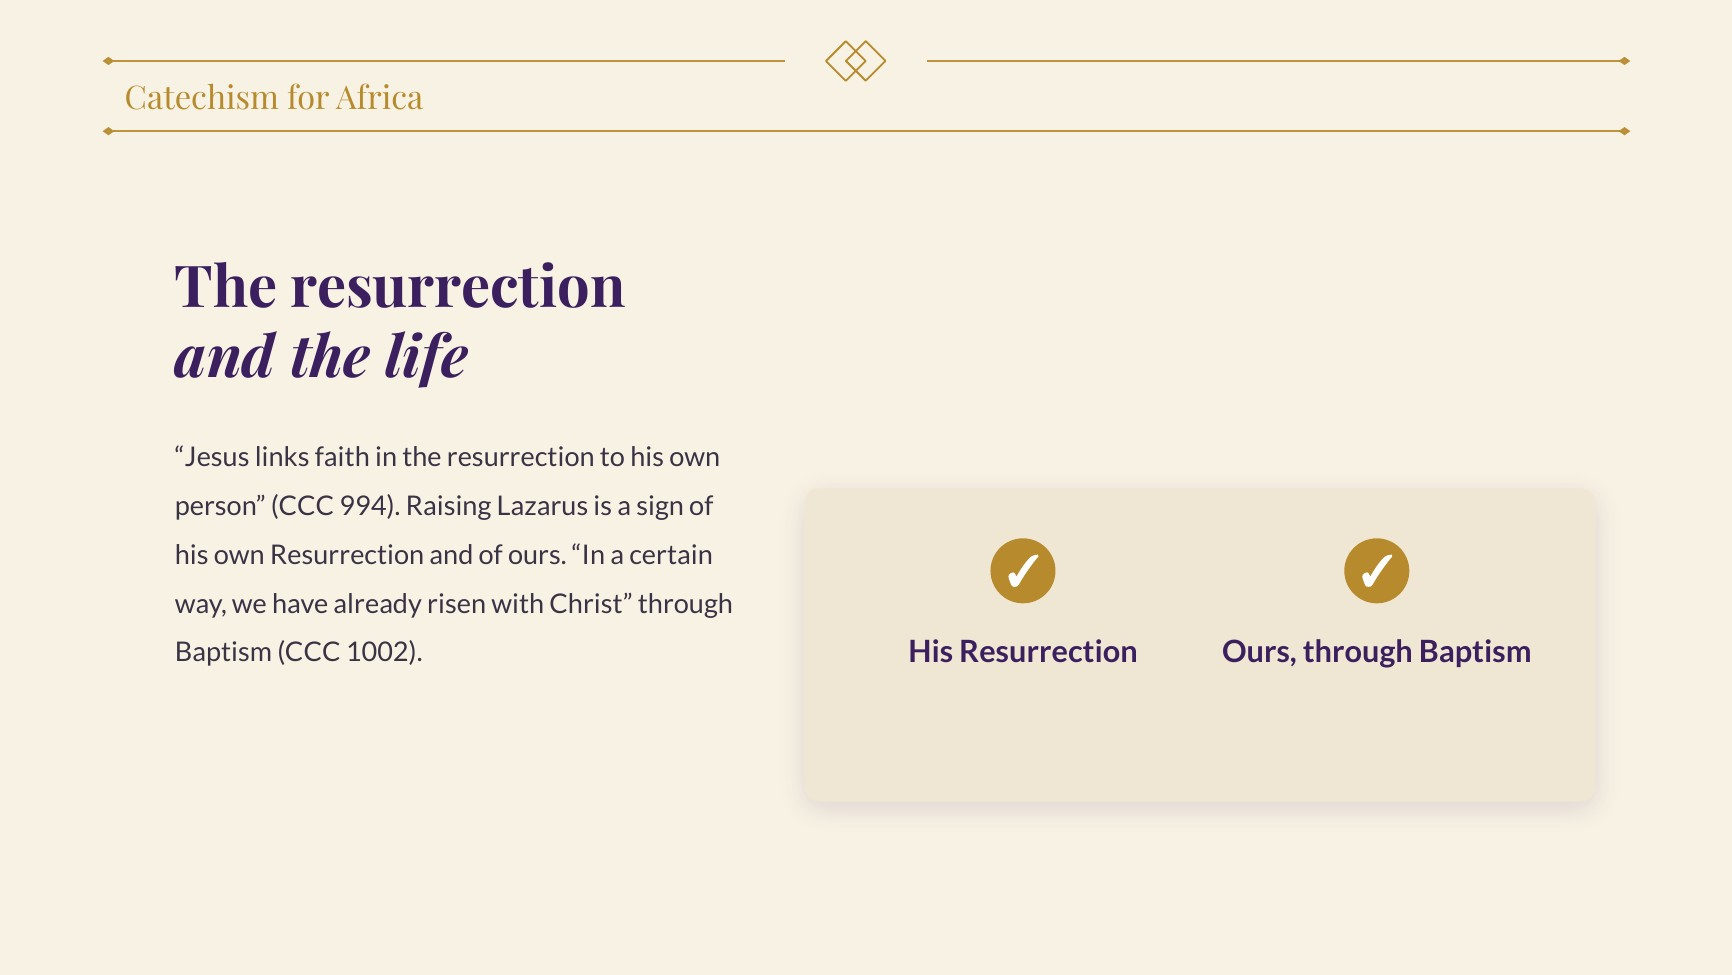 Catechism for Africa
The resurrection
and the life
“Jesus links faith in the resurrection to his own
person” (CCC 994). Raising Lazarus is a sign of
his own Resurrection and of ours. “In a certain
way, we have already risen with Christ” through
Baptism (CCC 1002).
✓ ✓
His Resurrection Ours, through Baptism